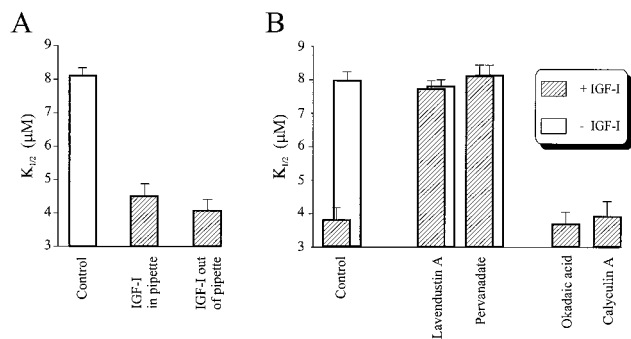 A
K1/2 (µM)
9
8
7
6
5
4
3
Control
IGF-I
in pipette
IGF-I out
of pipette
B
K1/2 (µM)
9
8
7
6
5
4
3
Control
Lavendustin A
Pervanadate
Okadaic acid
Calyculin A
+ IGF-I
- IGF-I